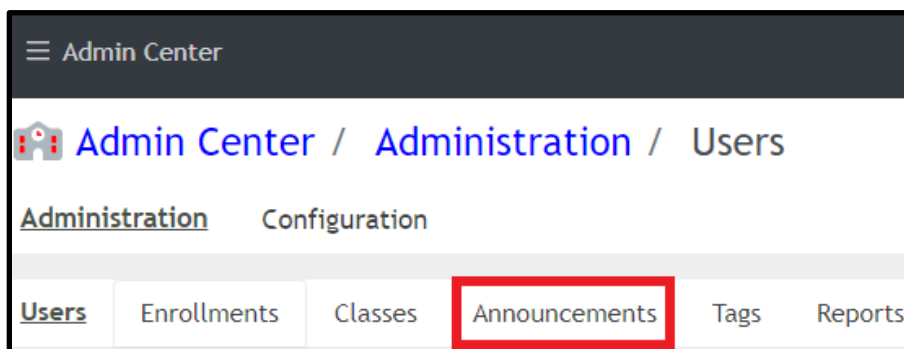 ☰ Admin Center
Admin Center / Administration / Users
Administration Configuration
Users Enrollments Classes Announcements Tags Reports